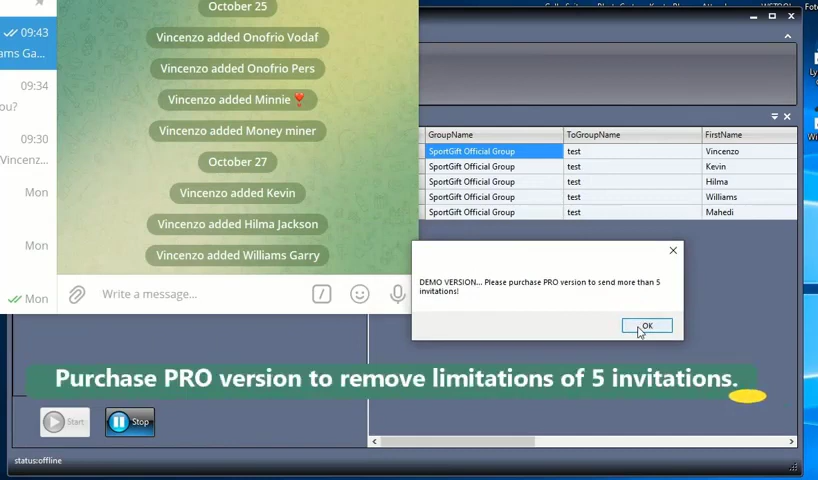 October 25
09:43
ams Ga...
Vincenzo added Onofrio Vodaf
Vincenzo added Onofrio Pers
09:34
Vincenzo added Minnie ❣️
ou?
Vincenzo added Money miner
09:30
Vincenz...
October 27
Mon
Vincenzo added Kevin
Vincenzo added Hilma Jackson
Mon
Vincenzo added Williams Garry
Write a message...
Mon
GroupName ToGroupName FirstName
SportGift Official Group test Vincenzo
SportGift Official Group test Kevin
SportGift Official Group test Hilma
SportGift Official Group test Williams
SportGift Official Group test Mahedi
DEMO VERSION... Please purchase PRO version to send more than 5
invitations!
OK
Purchase PRO version to remove limitations of 5 invitations.
Start Stop
status:offline